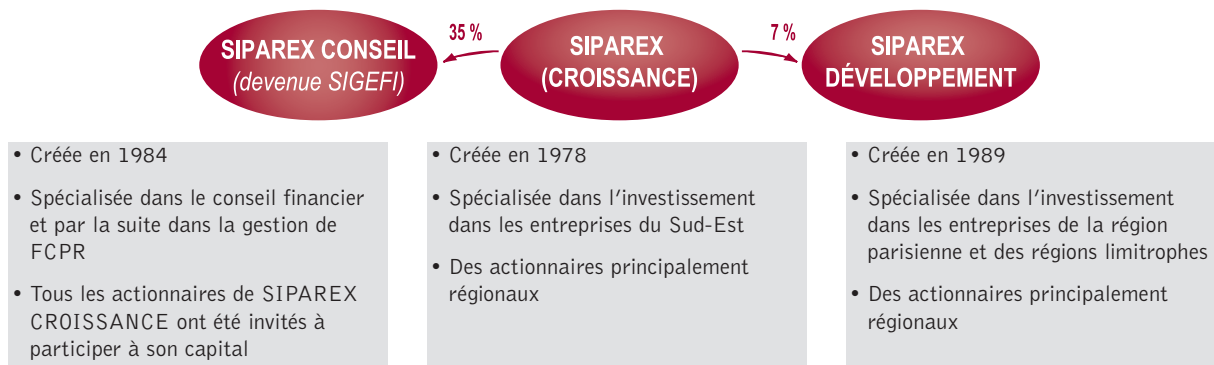 SIPAREX CONSEIL
(devenue SIGEFI)
35 %
SIPAREX
(CROISSANCE)
7 %
SIPAREX
DÉVELOPPEMENT
• Créée en 1984
• Spécialisée dans le conseil financier
et par la suite dans la gestion de
FCPR
• Tous les actionnaires de SIPAREX
CROISSANCE ont été invités à
participer à son capital
• Créée en 1978
• Spécialisée dans l'investissement
dans les entreprises du Sud-Est
• Des actionnaires principalement
régionaux
• Créée en 1989
• Spécialisée dans l'investissement
dans les entreprises de la région
parisienne et des régions limitrophes
• Des actionnaires principalement
régionaux